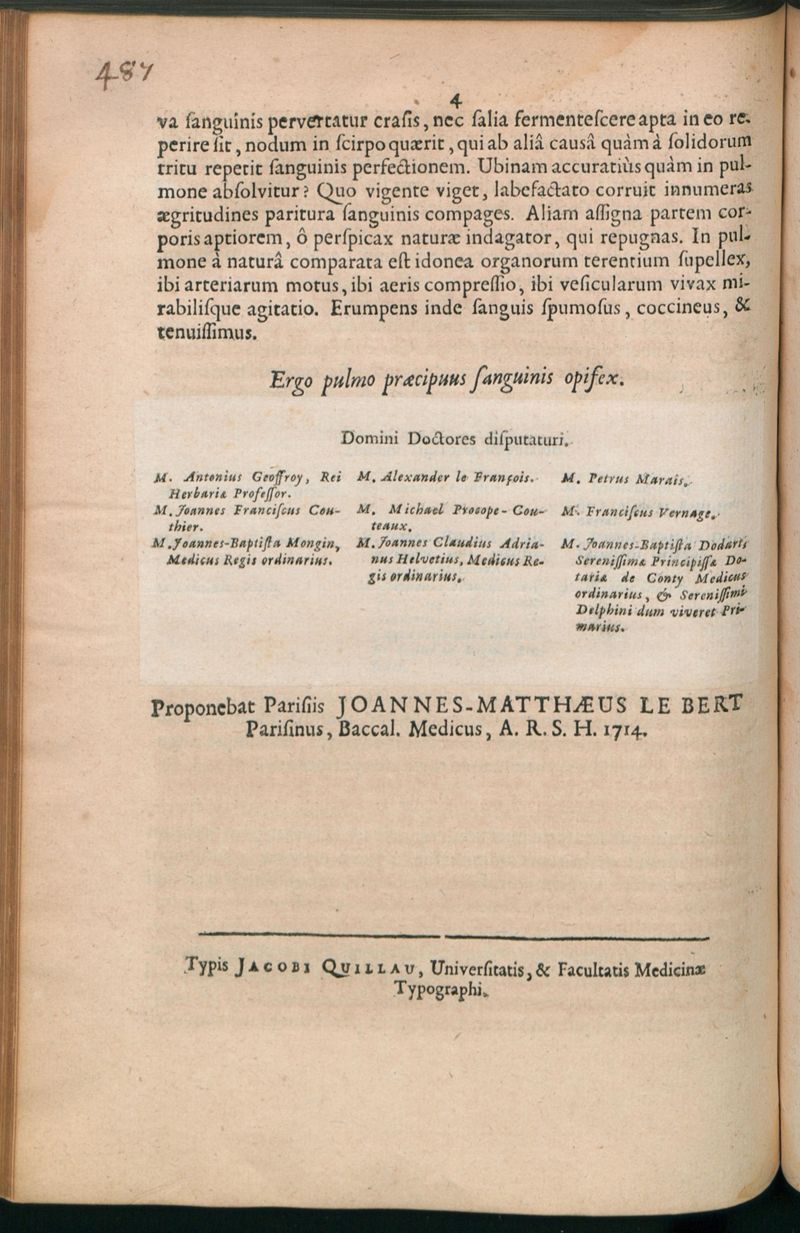 487
4
va ſanguinis pervertatur craſis, nec ſalia fermenteſcere apta in eo re-
perire ſit, nodum in ſcirpo quærit, qui ab aliâ causâ quàm à ſolidorum
tritu repetit ſanguinis perfectionem. Ubinam accuratiùs quàm in pul-
mone abſolvitur? Quo vigente viget, labefactato corruit innumeras
ægritudines paritura ſanguinis compages. Aliam aſſigna partem cor-
poris aptiorem, ô perſpicax naturæ indagator, qui repugnas. In pul-
mone à naturâ comparata eſt idonea organorum terentium ſupellex,
ibi arteriarum motus, ibi aeris compreſſio, ibi veſicularum vivax mi-
rabiliſque agitatio. Erumpens inde ſanguis ſpumoſus, coccineus, &
tenuiſſimus.
Ergo pulmo præcipuus ſanguinis opifex.
Domini Doctores diſputaturi.
M. Antonius Geoffroy, Rei
Herbariæ Profeſſor.
M. Joannes Franciſcus Cou-
thier.
M. Joannes-Baptiſta Mongin,
Medicus Regis ordinarius.
M. Alexander le François.
M. Michael Procope-Cou-
teaux.
M. Joannes Claudius Adria-
nus Helvetius, Medicus Re-
gis ordinarius.
M. Petrus Marais.
M. Franciſcus Vernage.
M. Joannes-Baptiſta Dodart,
Sereniſſimæ Principiſſæ Do-
tariæ de Conty Medicus
ordinarius, & Sereniſſimi
Delphini dum viveret Pri-
marius.
Proponebat Pariſiis JOANNES-MATTHÆUS LE BERT
Pariſinus, Baccal. Medicus, A. R. S. H. 1714.
Typis JACOBI QUILLAU, Univerſitatis, & Facultatis Medicinæ
Typographi.